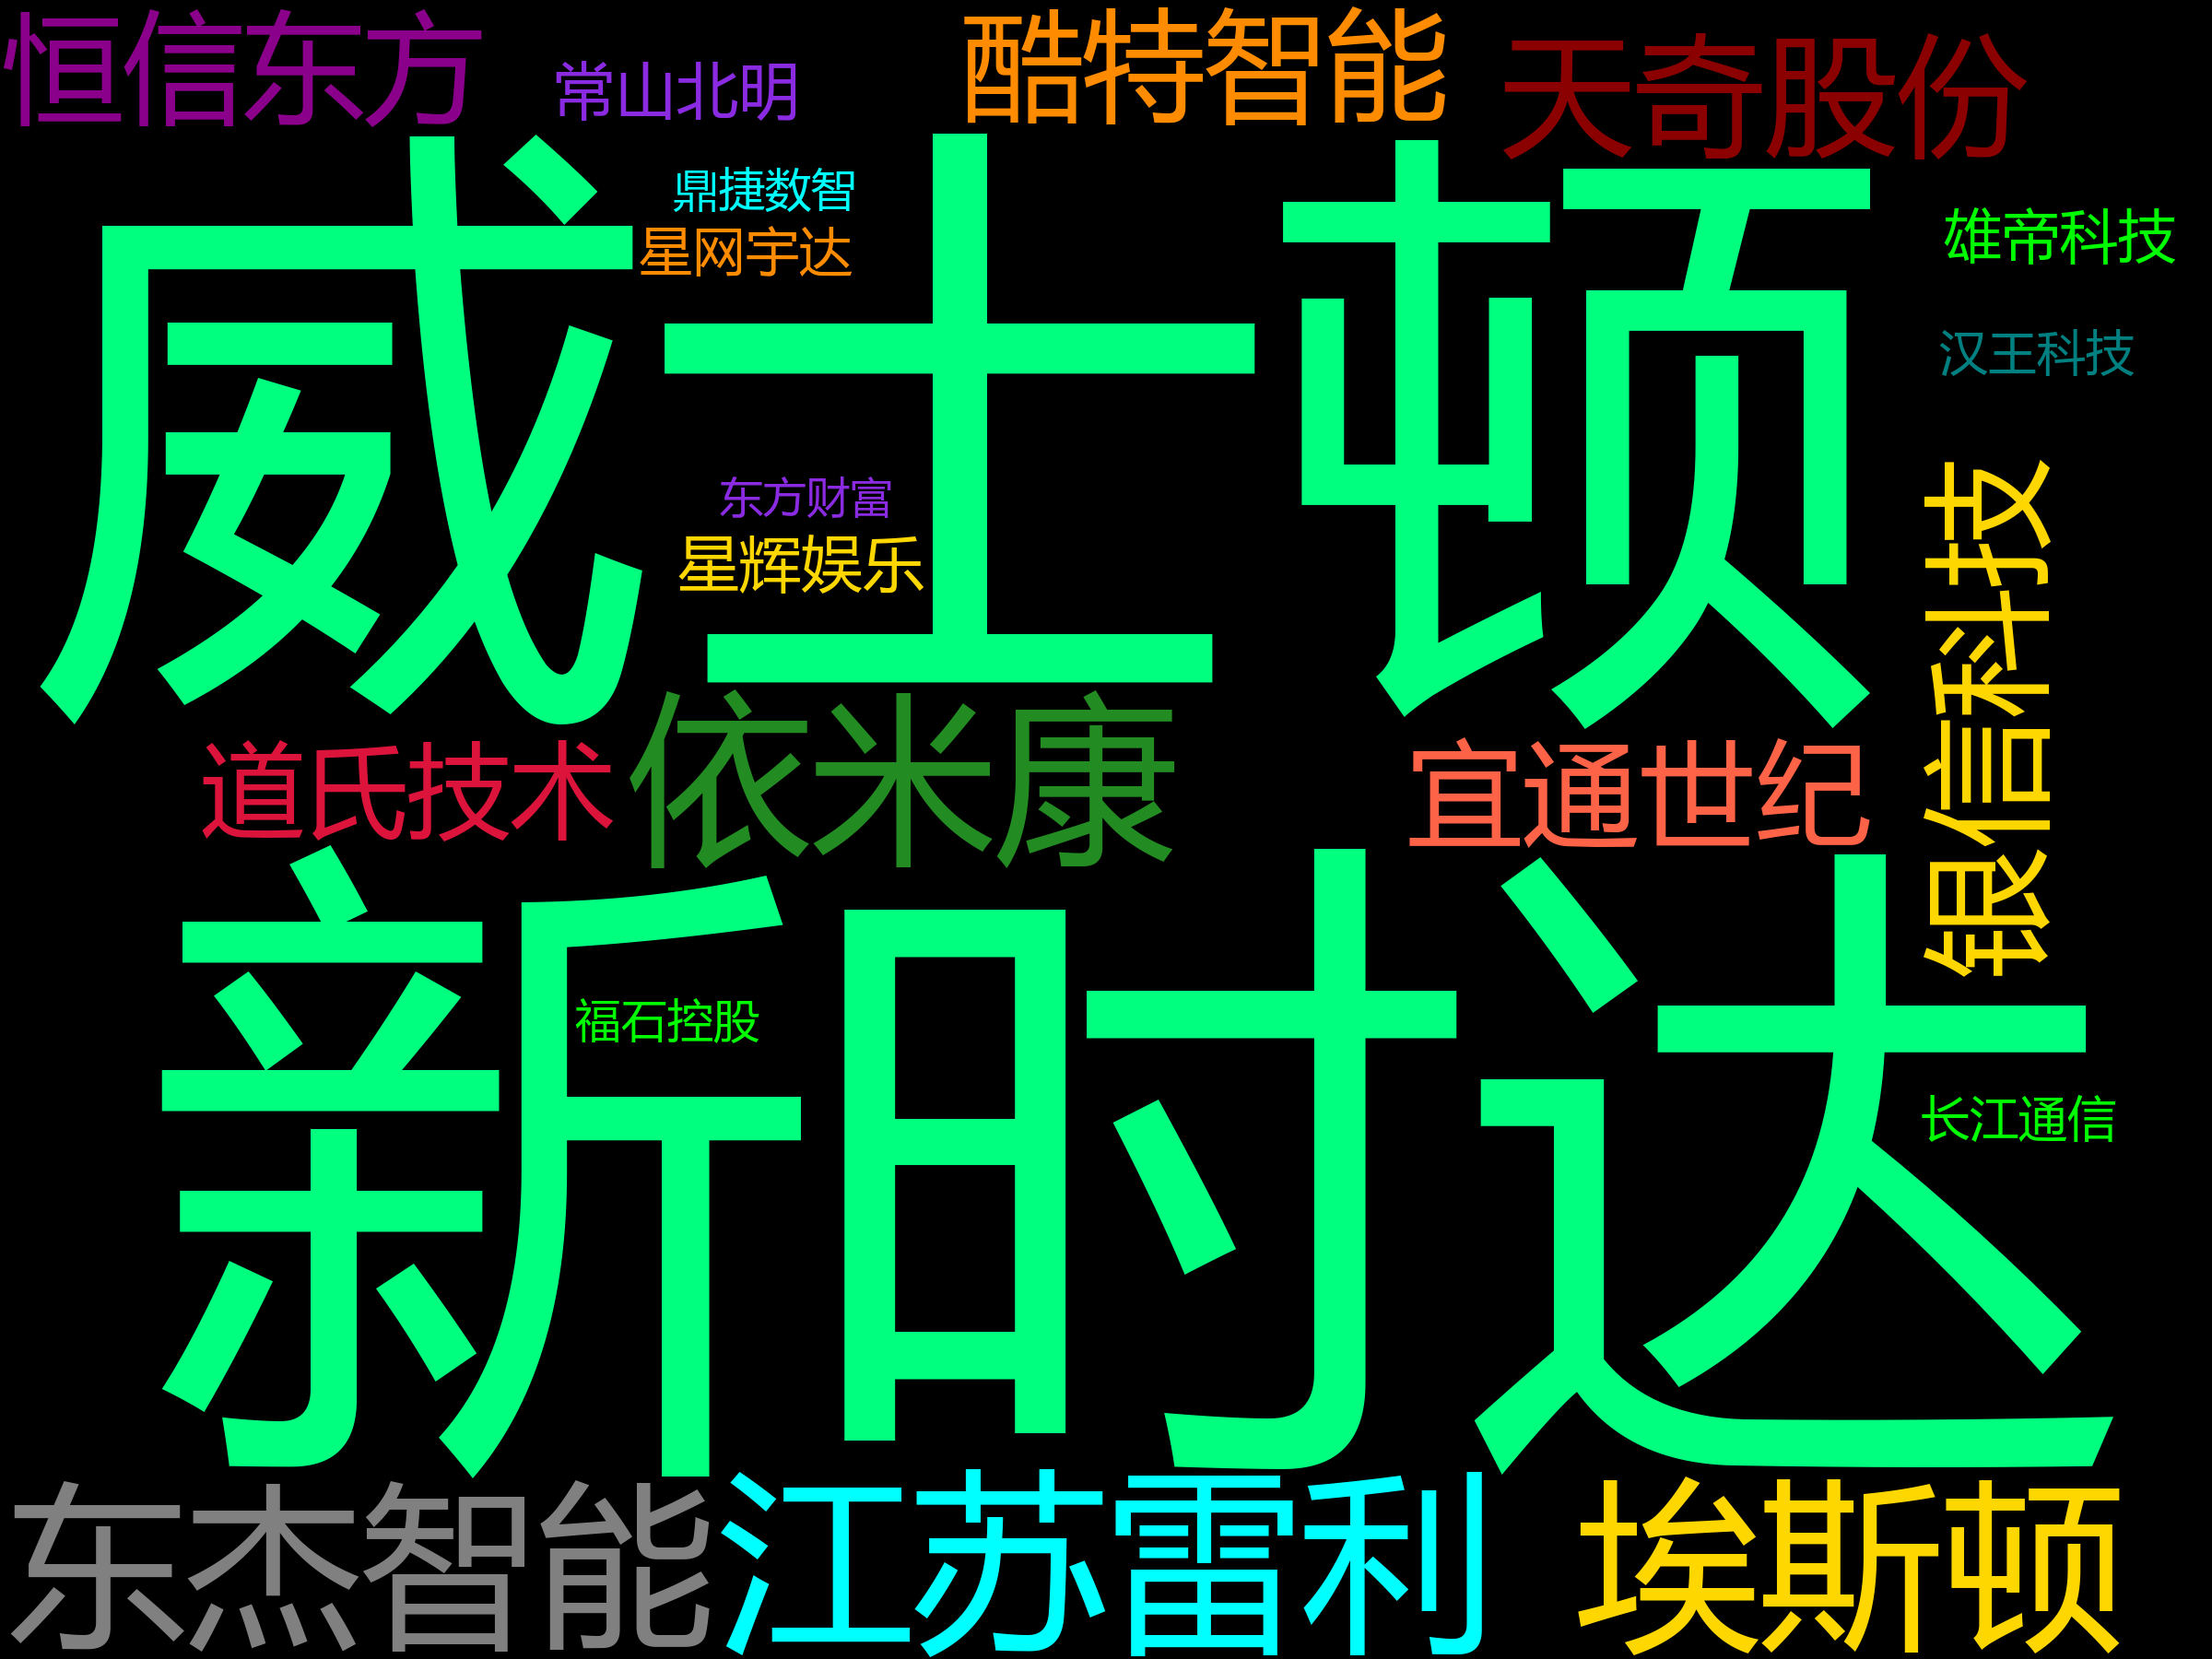 恒信东方
常山北明
酷特智能
天奇股份
鼎捷数智
星网宇达
威士顿
雄帝科技
汉王科技
东方财富
星辉娱乐
银信科技
道氏技术
依米康
宜通世纪
新时达
福石控股
长江通信
东杰智能
江苏雷利
埃斯顿